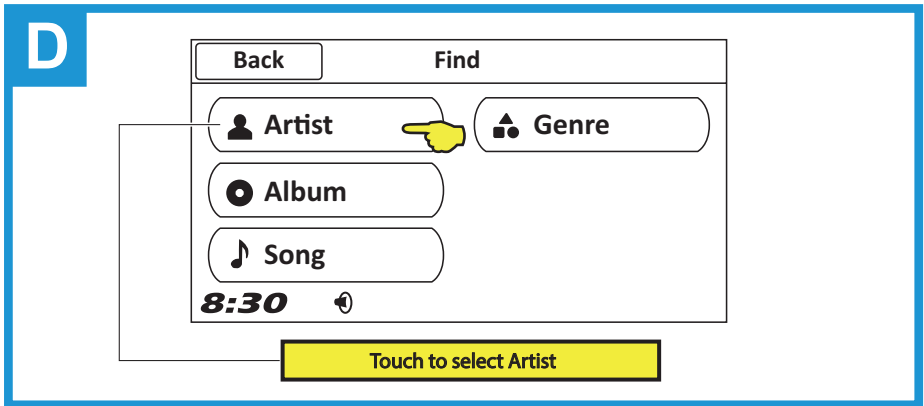 D
Back Find
Artist Genre
Album
Song
8:30
Touch to select Artist